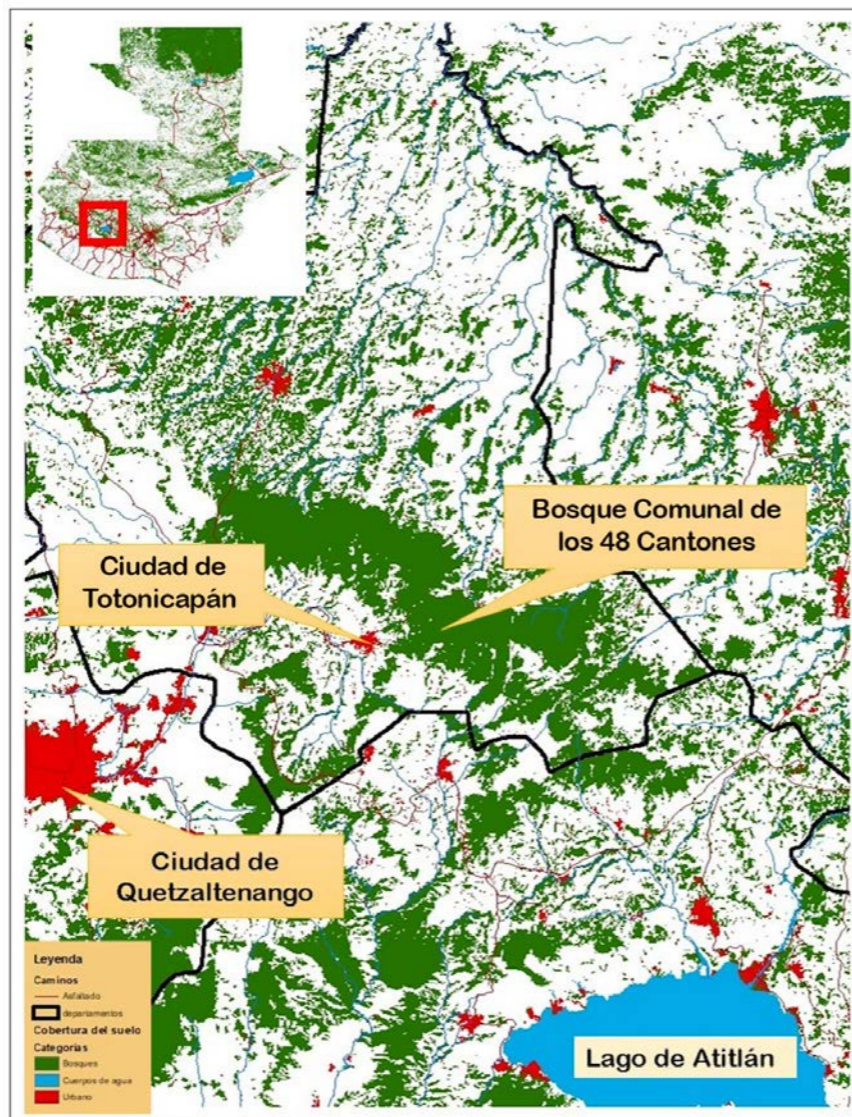 Bosque Comunal de
los 48 Cantones
Ciudad de
Totonicapán
Ciudad de
Quetzaltenango
Lago de Atitlán
Leyenda
Caminos
Asfaltado
departamentos
Cobertura del suelo
Categorías
Bosques
Cuerpos de agua
Urbano